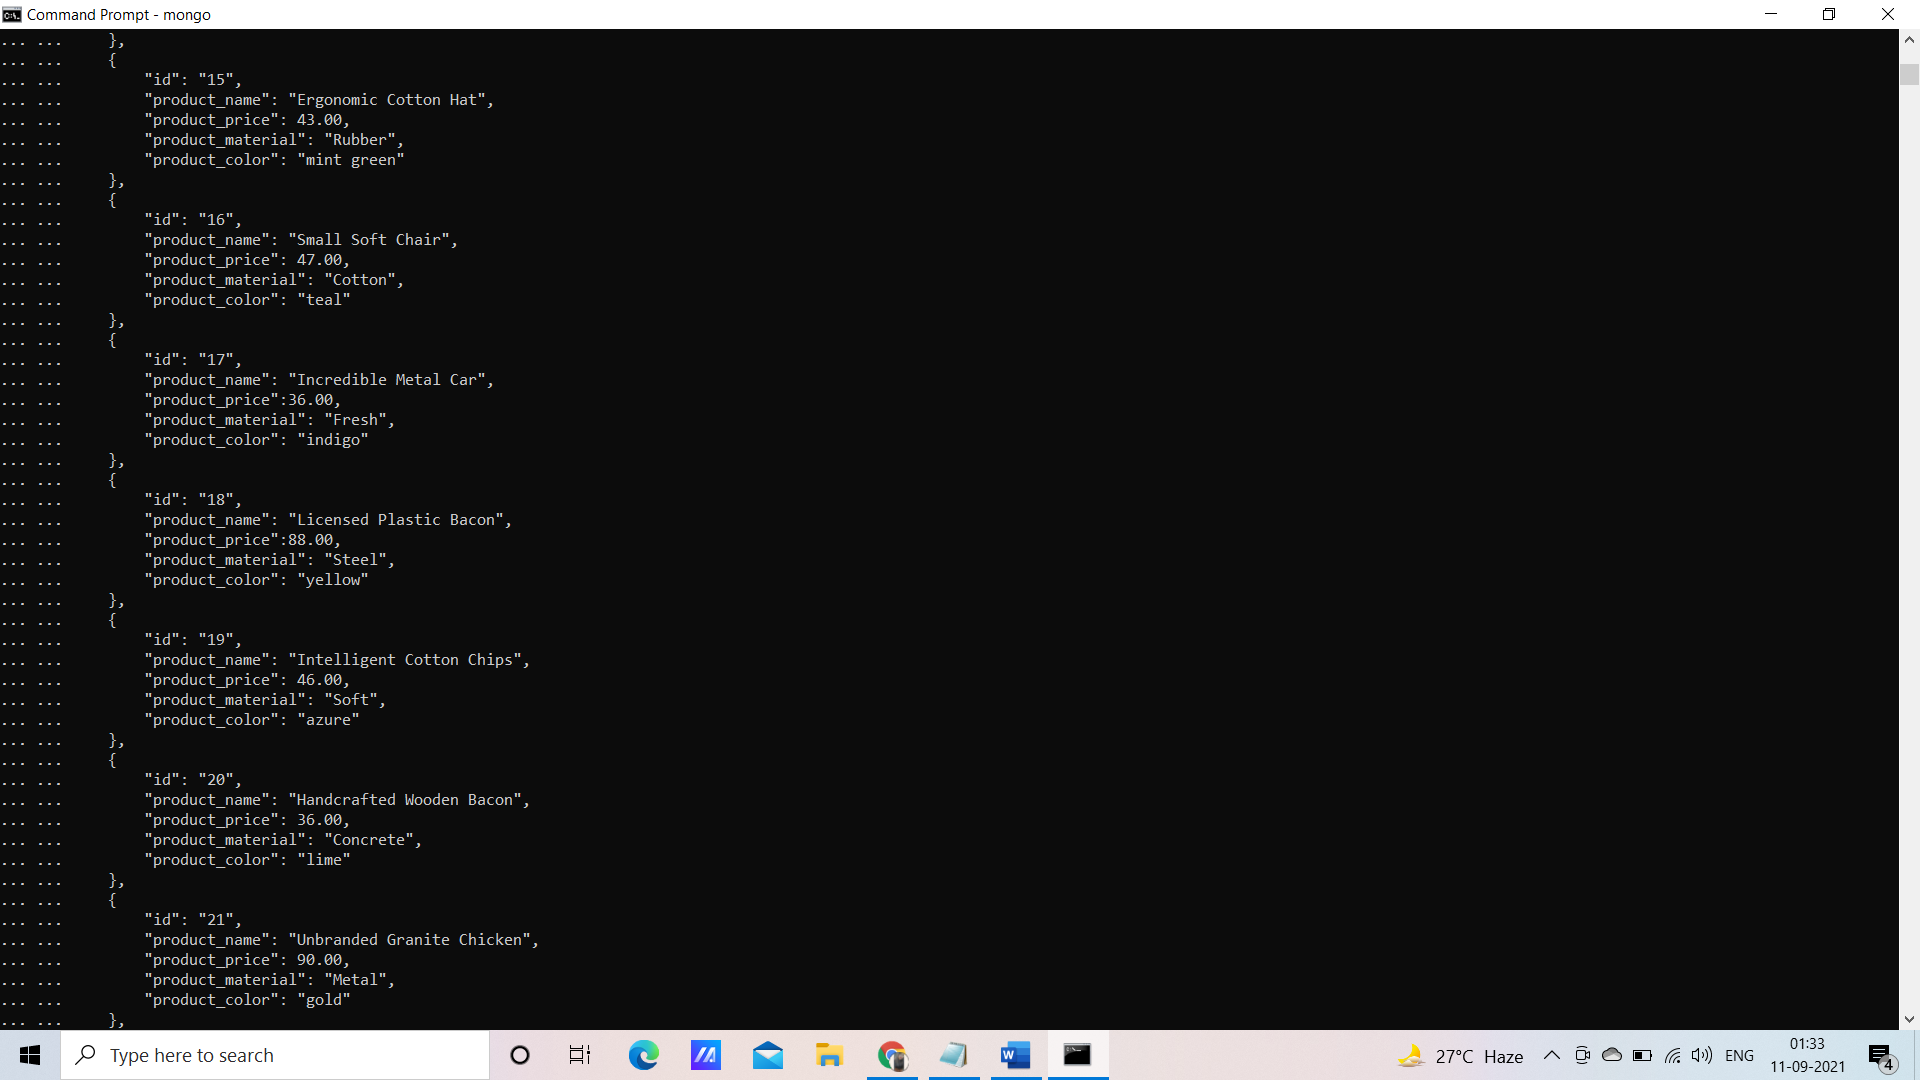 Command Prompt - mongo
... ...     },
... ...     {
... ...         "id": "15",
... ...         "product_name": "Ergonomic Cotton Hat",
... ...         "product_price": 43.00,
... ...         "product_material": "Rubber",
... ...         "product_color": "mint green"
... ...     },
... ...     {
... ...         "id": "16",
... ...         "product_name": "Small Soft Chair",
... ...         "product_price": 47.00,
... ...         "product_material": "Cotton",
... ...         "product_color": "teal"
... ...     },
... ...     {
... ...         "id": "17",
... ...         "product_name": "Incredible Metal Car",
... ...         "product_price":36.00,
... ...         "product_material": "Fresh",
... ...         "product_color": "indigo"
... ...     },
... ...     {
... ...         "id": "18",
... ...         "product_name": "Licensed Plastic Bacon",
... ...         "product_price":88.00,
... ...         "product_material": "Steel",
... ...         "product_color": "yellow"
... ...     },
... ...     {
... ...         "id": "19",
... ...         "product_name": "Intelligent Cotton Chips",
... ...         "product_price": 46.00,
... ...         "product_material": "Soft",
... ...         "product_color": "azure"
... ...     },
... ...     {
... ...         "id": "20",
... ...         "product_name": "Handcrafted Wooden Bacon",
... ...         "product_price": 36.00,
... ...         "product_material": "Concrete",
... ...         "product_color": "lime"
... ...     },
... ...     {
... ...         "id": "21",
... ...         "product_name": "Unbranded Granite Chicken",
... ...         "product_price": 90.00,
... ...         "product_material": "Metal",
... ...         "product_color": "gold"
... ...     },
Type here to search
27°C Haze
ENG
01:33
11-09-2021
4